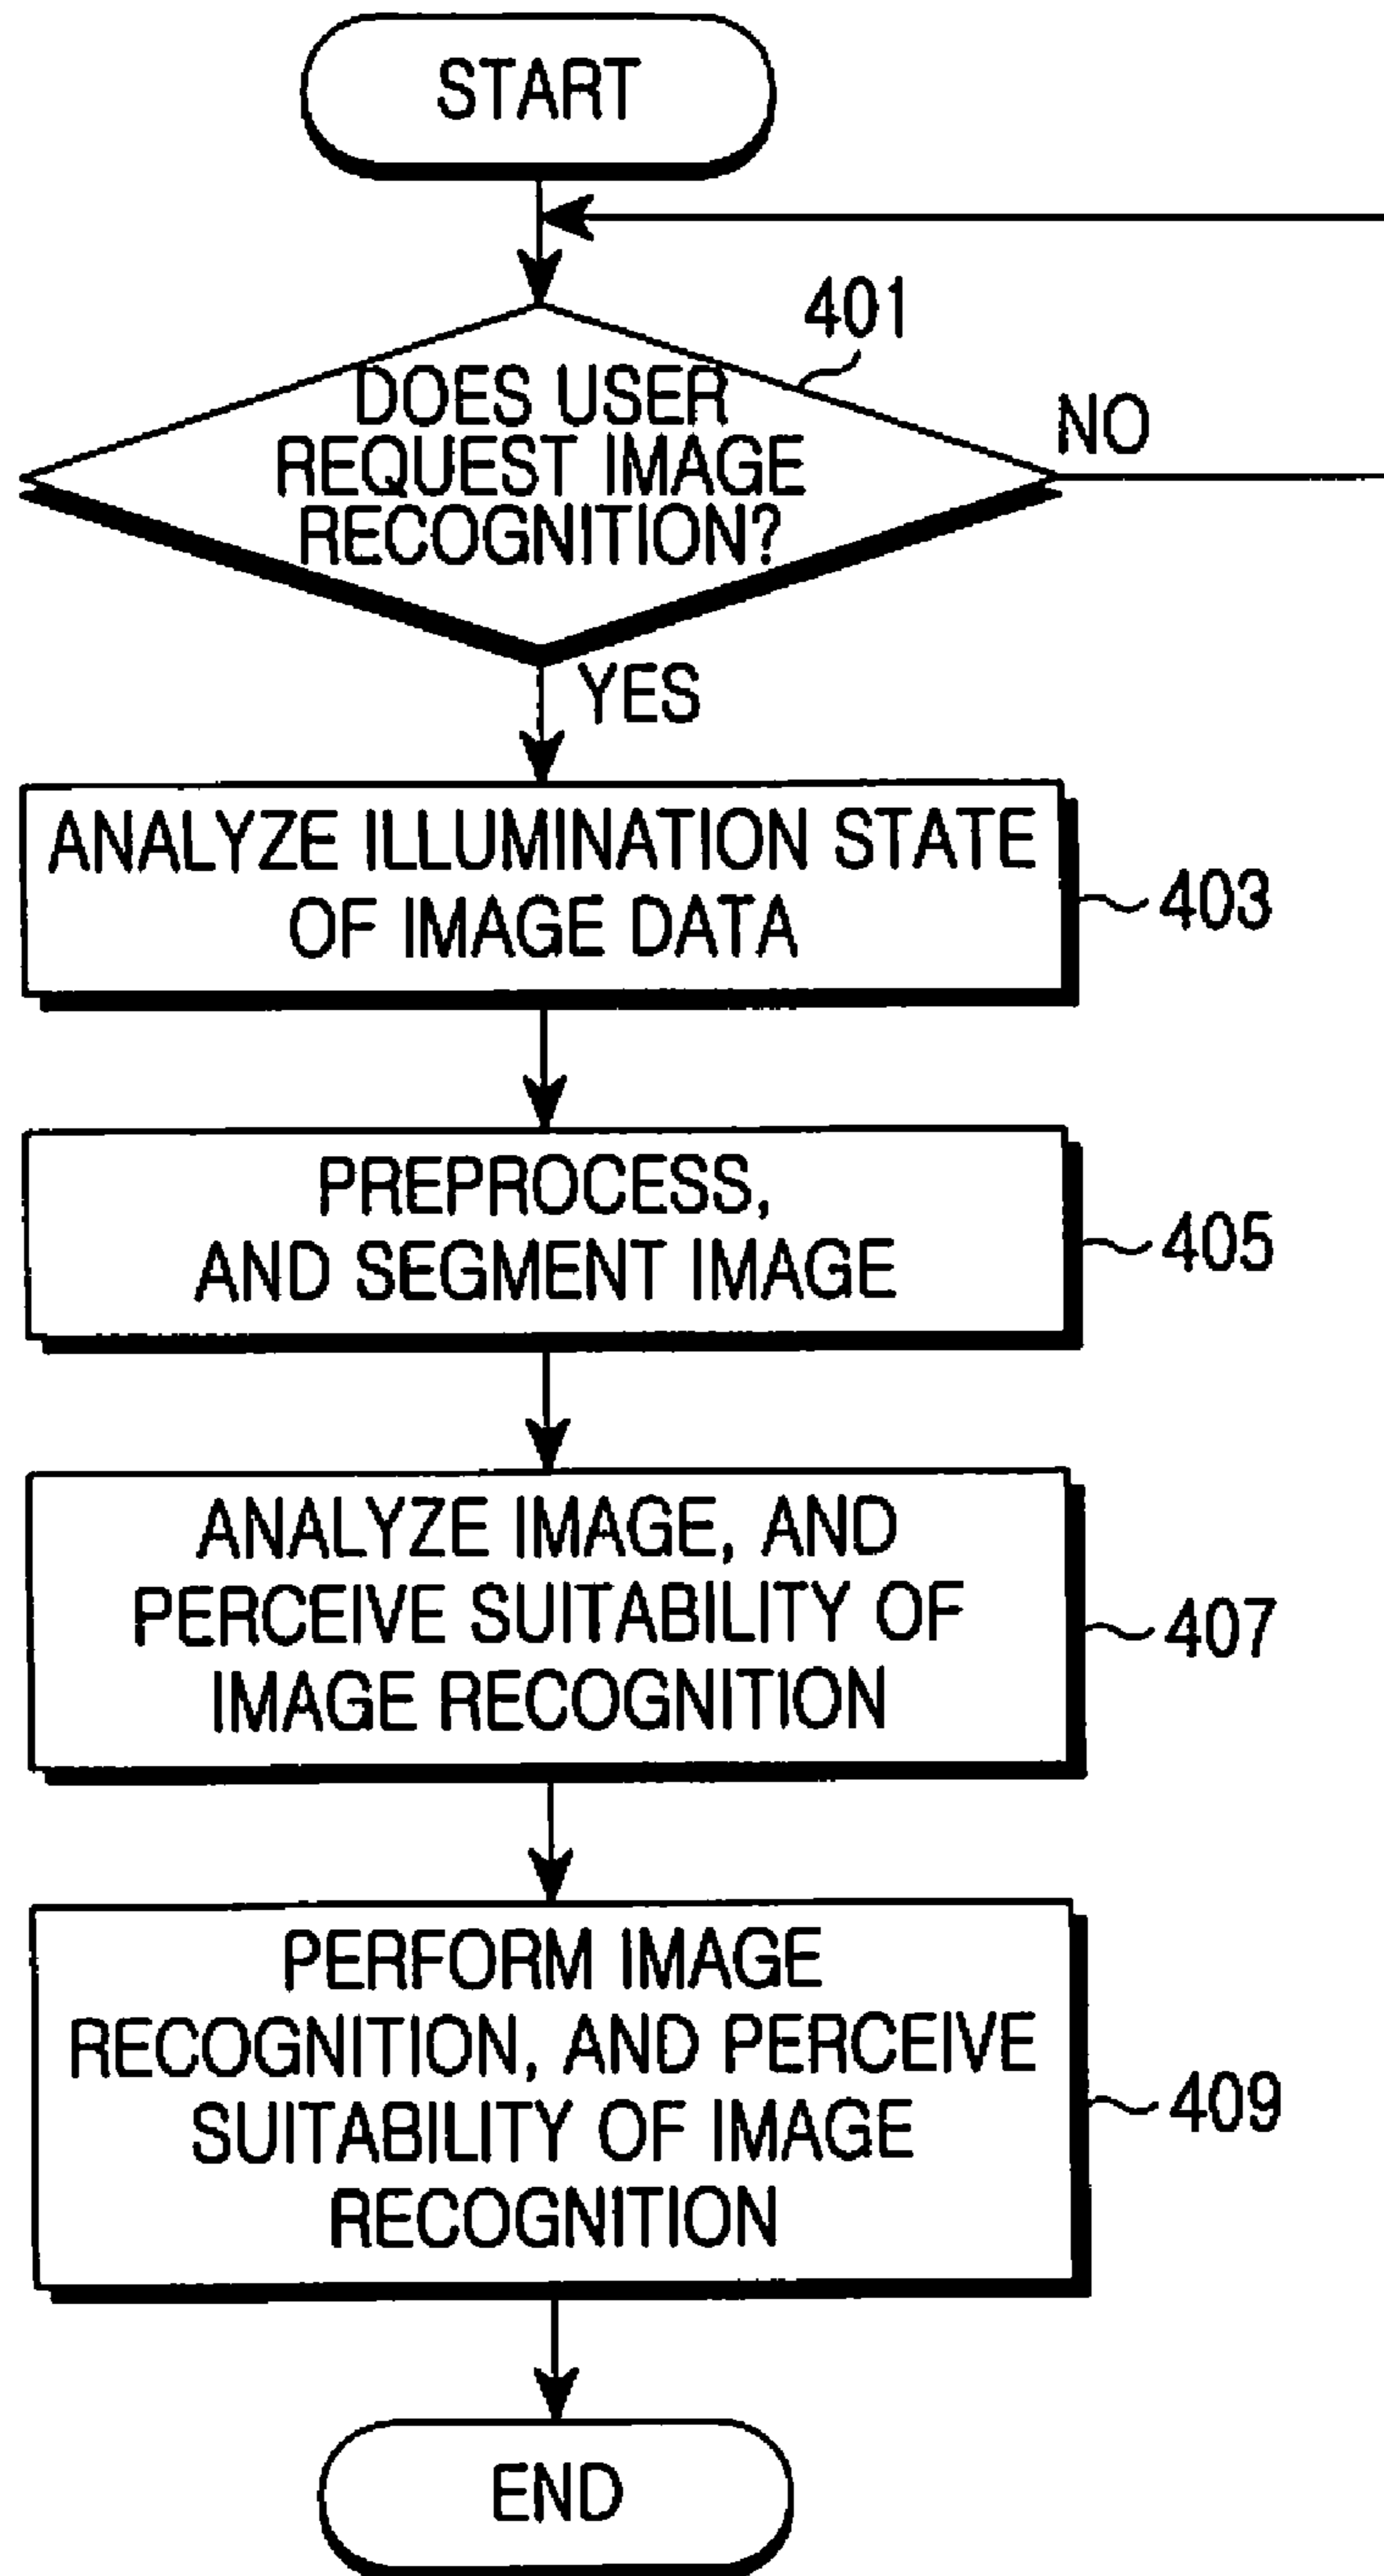 START
401
DOES USER
REQUEST IMAGE
RECOGNITION?
NO
YES
ANALYZE ILLUMINATION STATE
OF IMAGE DATA
403
PREPROCESS,
AND SEGMENT IMAGE
405
ANALYZE IMAGE, AND
PERCEIVE SUITABILITY OF
IMAGE RECOGNITION
407
PERFORM IMAGE
RECOGNITION, AND PERCEIVE
SUITABILITY OF IMAGE
RECOGNITION
409
END